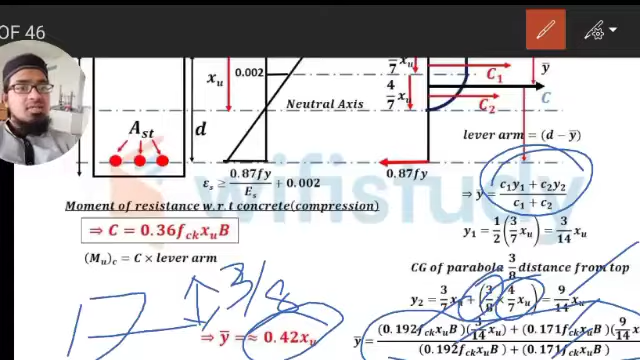 OF 46
x_u
0.002
3/7 x_u
C_1
ȳ
4/7 x_u
C_2
C
Neutral Axis
A_st
d
lever arm = (d − ȳ)
ε_s ≥ 0.87fy/E_s + 0.002
0.87fy
⇒ ȳ = (c_1y_1 + c_2y_2)/(c_1 + c_2)
wifistudy
Moment of resistance w.r.t concrete(compression)
y_1 = 1/2 (3/7 x_u) = 3/14 x_u
⇒ C = 0.36f_ck x_u B
(M_u)_c = C × lever arm
CG of parabola 3/8 distance from top
y_2 = 3/7 x_u + (3/8 × 4/7 x_u) = 9/14 x_u
3/8
⇒ ȳ = ≈ 0.42x_u
ȳ = ((0.192f_ck x_u B)(3/14 x_u) + (0.171f_ck x_u B)(9/14 x
(0.192f_ck x_u B) + (0.171f_ck x_u B)